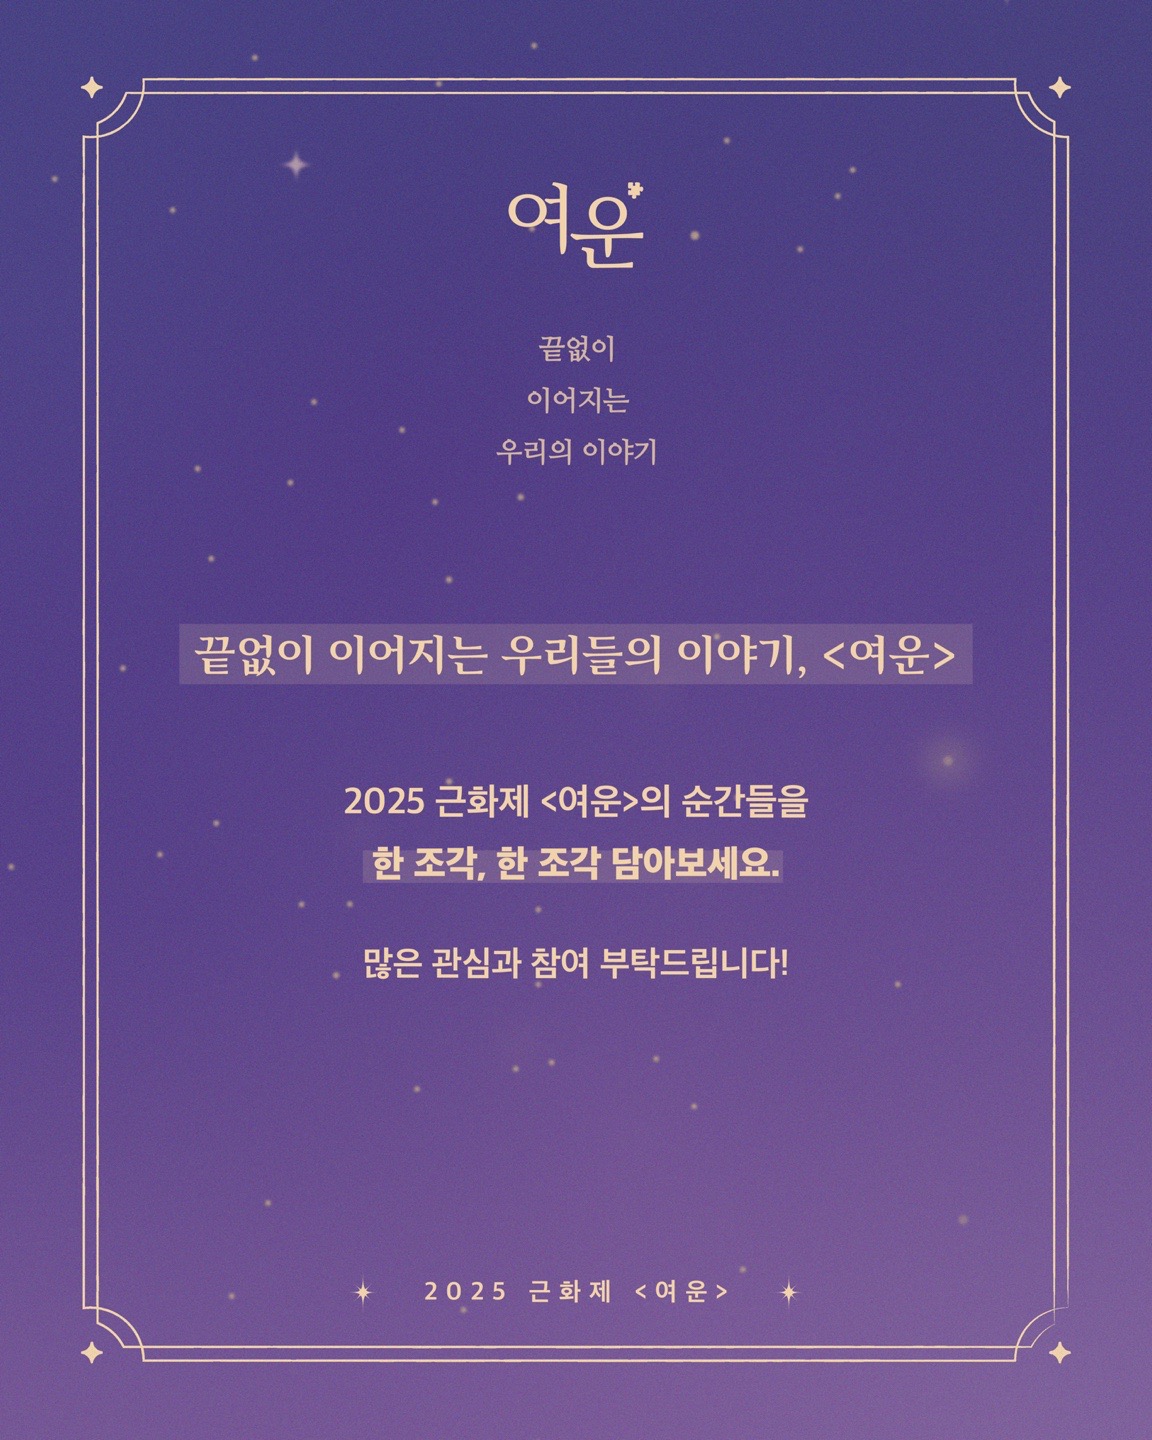 여운
끝없이
이어지는
우리의 이야기
끝없이 이어지는 우리들의 이야기, <여운>
2025 근화제 <여운>의 순간들을
한 조각, 한 조각 담아보세요.
많은 관심과 참여 부탁드립니다!
2025 근화제 <여운>